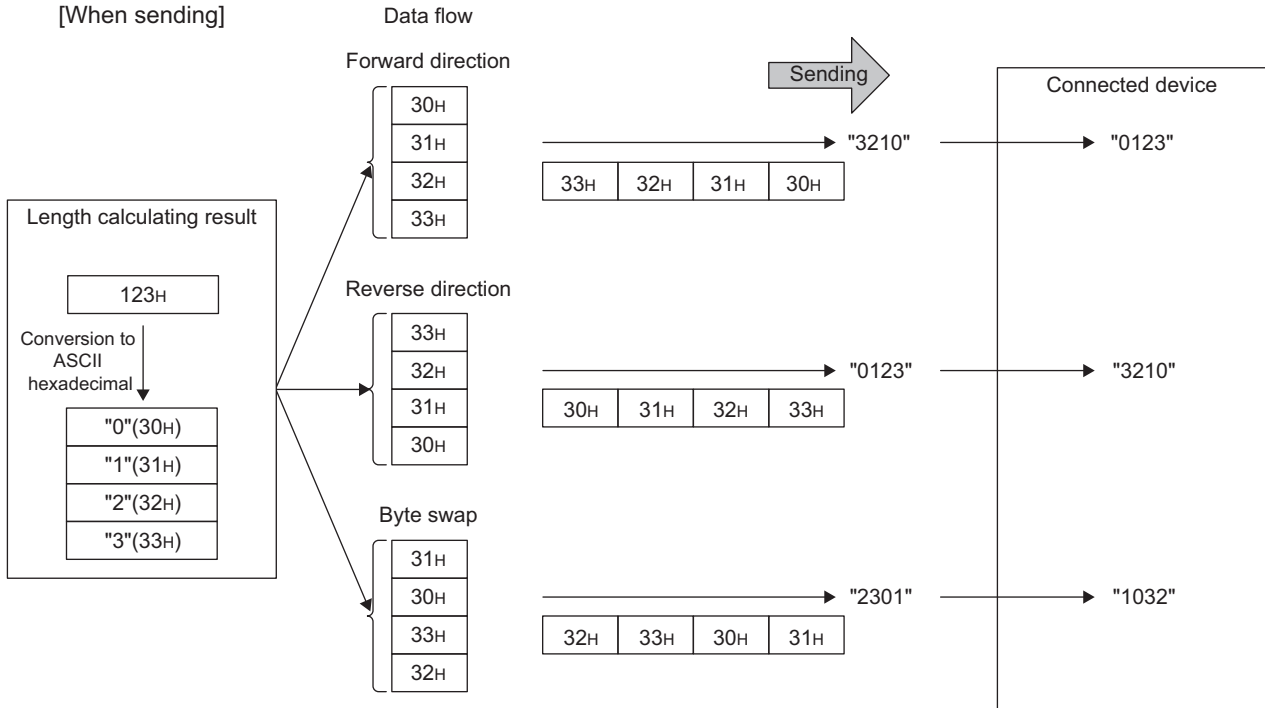 [When sending]
Data flow
Forward direction
30H
31H
32H
33H
Sending
33H 32H 31H 30H
"3210"
Connected device
"0123"
Length calculating result
123H
Conversion to
ASCII
hexadecimal
"0"(30H)
"1"(31H)
"2"(32H)
"3"(33H)
Reverse direction
33H
32H
31H
30H
30H 31H 32H 33H
"0123"
"3210"
Byte swap
31H
30H
33H
32H
32H 33H 30H 31H
"2301"
"1032"